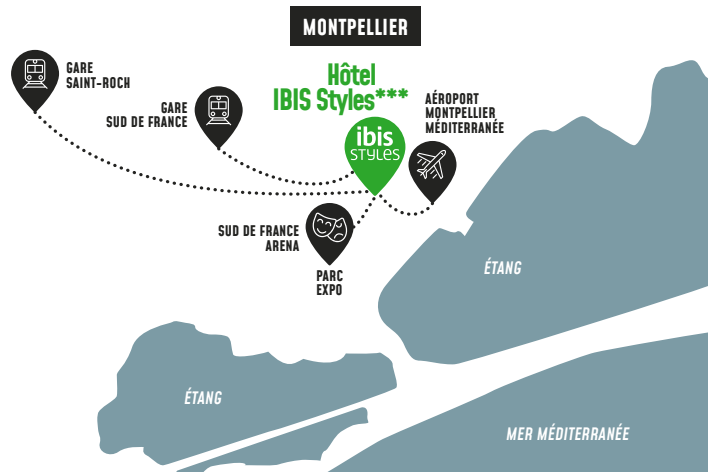 MONTPELLIER
GARE
SAINT-ROCH
GARE
SUD DE FRANCE
Hôtel
IBIS Styles***
ibis
STYLES
AÉROPORT
MONTPELLIER
MÉDITERRANÉE
SUD DE FRANCE
ARENA
PARC
EXPO
ÉTANG
ÉTANG
MER MÉDITERRANÉE